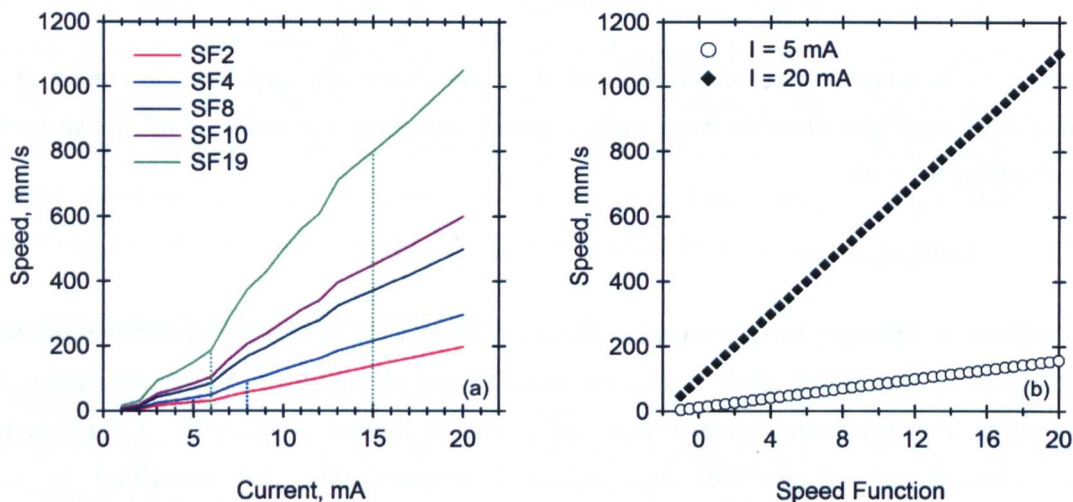 1200
1000
800
600
400
200
0
Speed, mm/s
SF2
SF4
SF8
SF10
SF19
(a)
0 5 10 15 20
Current, mA
1200
1000
800
600
400
200
0
Speed, mm/s
I = 5 mA
I = 20 mA
(b)
0 4 8 12 16 20
Speed Function